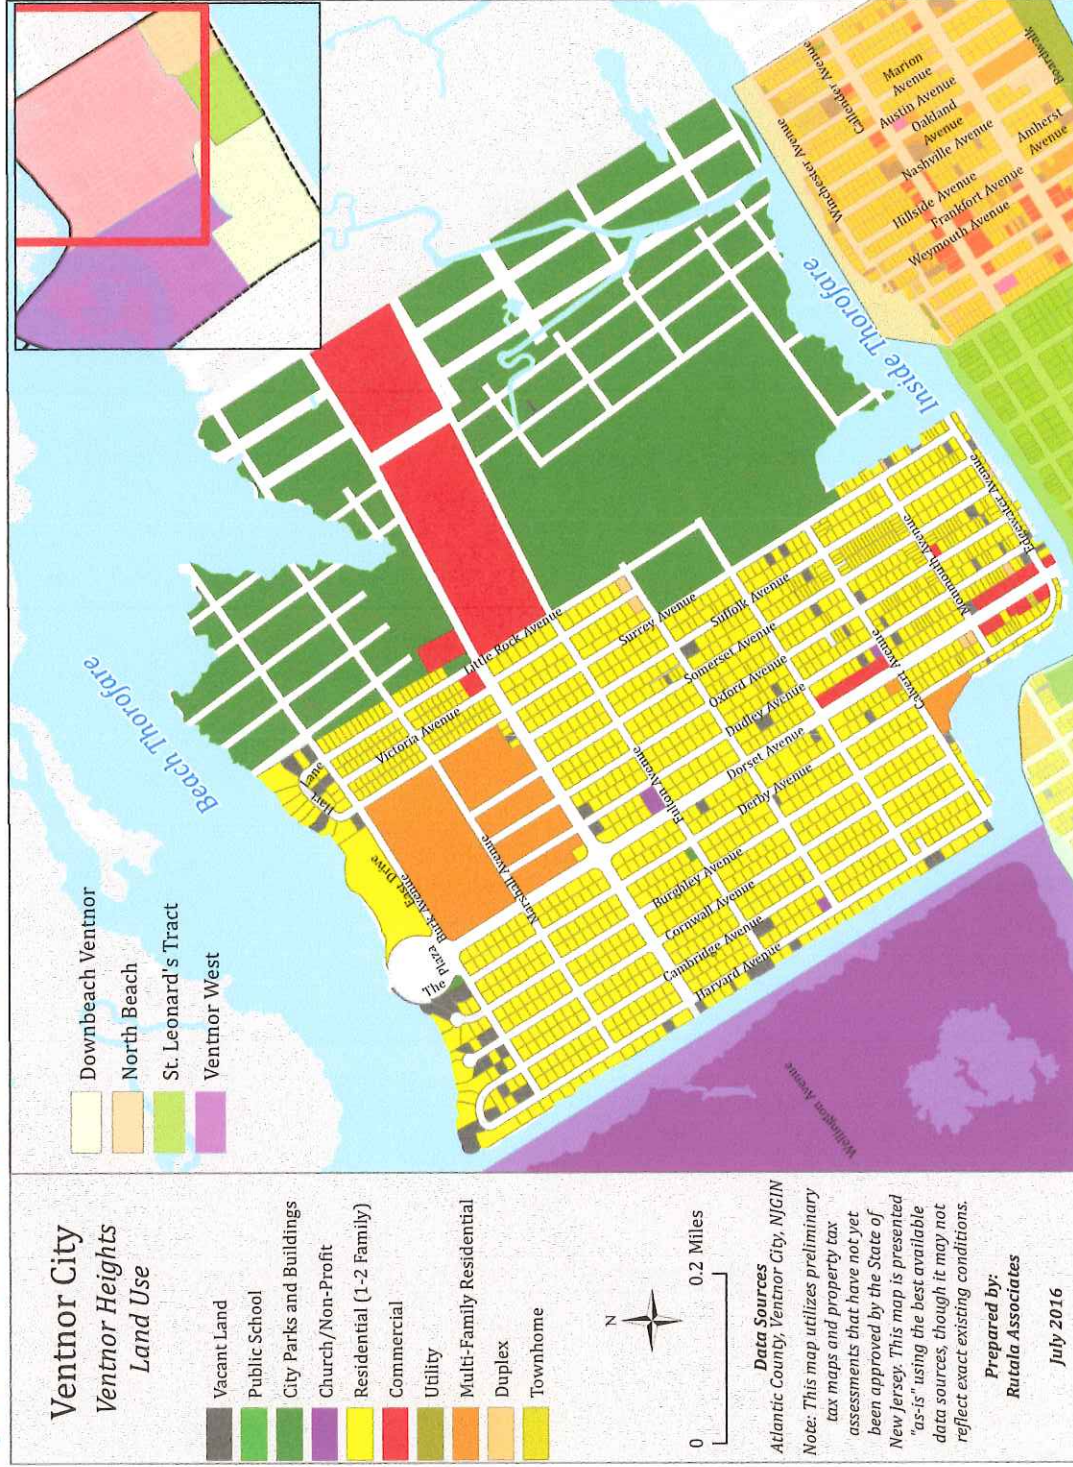 Ventnor City
Ventnor Heights
Land Use
Vacant Land
Public School
City Parks and Buildings
Church/Non-Profit
Residential (1-2 Family)
Commercial
Utility
Multi-Family Residential
Duplex
Townhome
N
0
0.2 Miles
Data Sources
Atlantic County, Ventnor City, NJGIN
Note: This map utilizes preliminary
tax maps and property tax
assessments that have not yet
been approved by the State of
New Jersey. This map is presented
"as-is" using the best available
data sources, though it may not
reflect exact existing conditions.
Prepared by:
Rutala Associates
July 2016
Downbeach Ventnor
North Beach
St. Leonard's Tract
Ventnor West
Beach Thorofare
Inside Thorofare
Hart Lane
East Drive
The
Plaza
Buck Avenue
Marshall Avenue
Victoria Avenue
Little Rock Avenue
Surrey Avenue
Suffolk Avenue
Somerset Avenue
Oxford Avenue
Dudley Avenue
Dorset Avenue
Derby Avenue
Fulton Avenue
Burghley Avenue
Cornwall Avenue
Cambridge Avenue
Harvard Avenue
Calvert Avenue
Monmouth Avenue
Edgewater Avenue
Wellington Avenue
Winchester Avenue
Callender Avenue
Marion
Avenue
Austin Avenue
Oakland
Avenue
Nashville Avenue
Hillside Avenue
Frankfort Avenue
Weymouth Avenue
Amherst
Avenue
Boardwalk